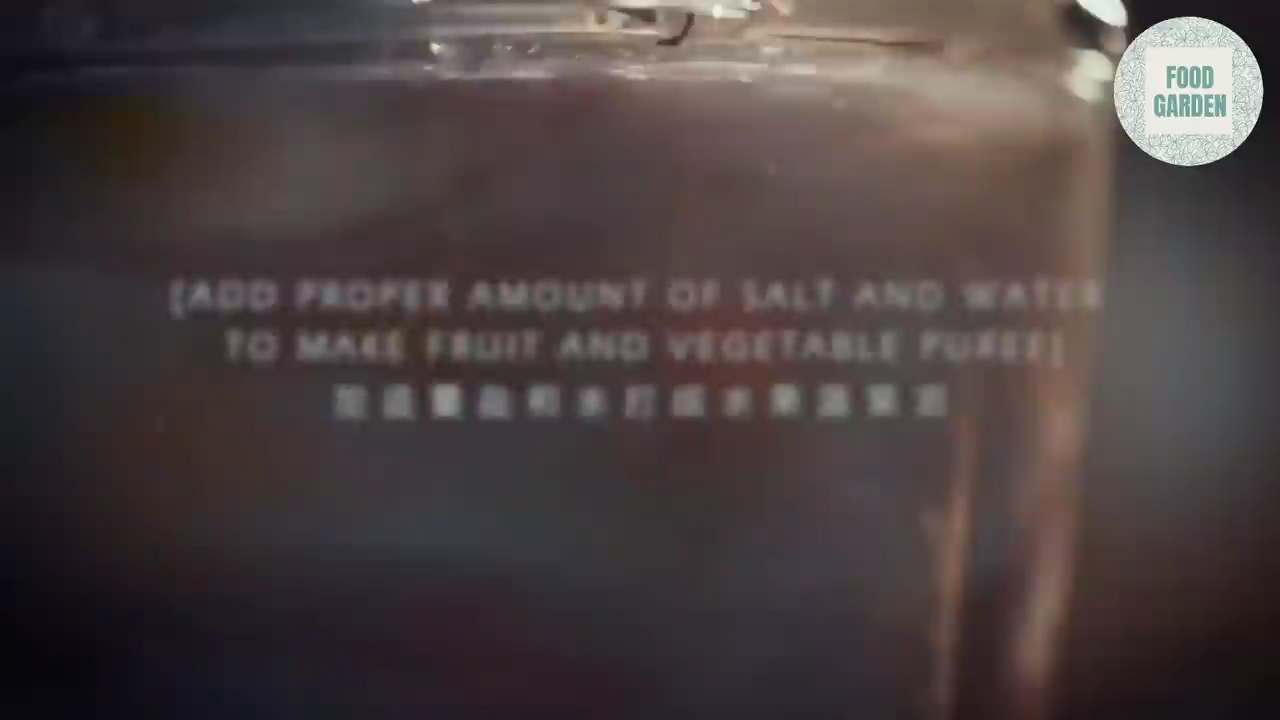 FOOD
GARDEN
[ADD PROPER AMOUNT OF SALT AND WATER
TO MAKE FRUIT AND VEGETABLE PUREE]